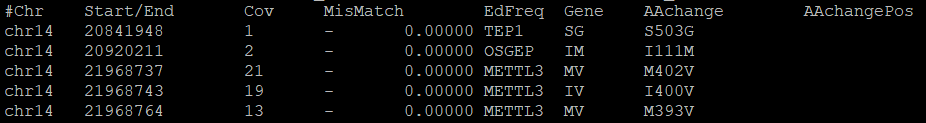 #Chr Start/End Cov MisMatch EdFreq Gene AAchange AAchangePos
chr14 20841948 1 - 0.00000 TEP1 SG S503G
chr14 20920211 2 - 0.00000 OSGEP IM I111M
chr14 21968737 21 - 0.00000 METTL3 MV M402V
chr14 21968743 19 - 0.00000 METTL3 IV I400V
chr14 21968764 13 - 0.00000 METTL3 MV M393V